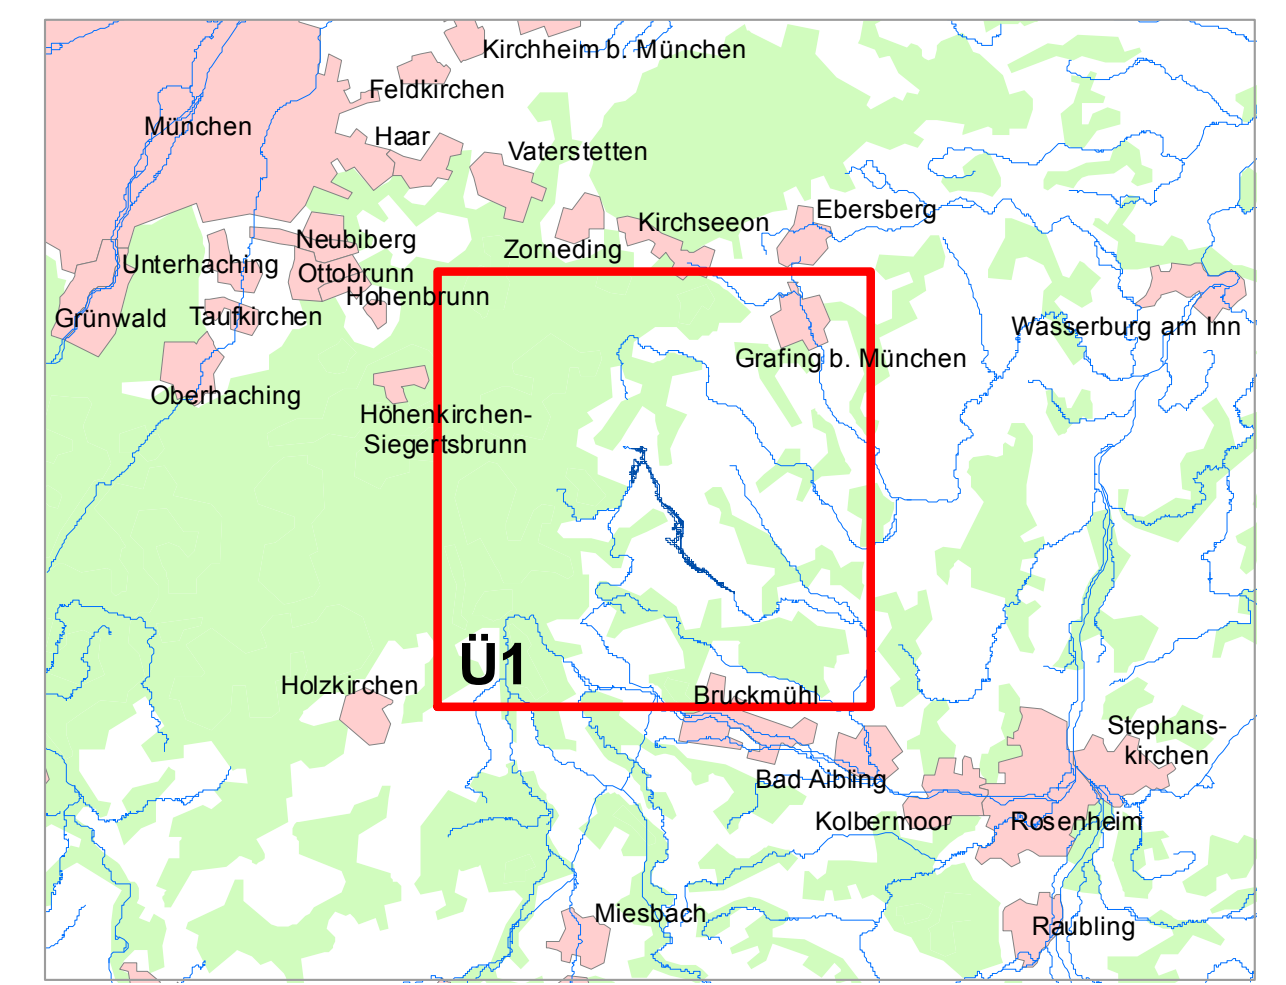 Kirchheim b. München
Feldkirchen
München
Haar
Vaterstetten
Ebersberg
Kirchseeon
Neubiberg
Zorneding
Unterhaching
Ottobrunn
Hohenbrunn
Grünwald
Taufkirchen
Wasserburg am Inn
Grafing b. München
Oberhaching
Höhenkirchen-
Siegertsbrunn
Ü1
Holzkirchen
Bruckmühl
Stephans-
kirchen
Bad Aibling
Kolbermoor
Rosenheim
Miesbach
Raubling